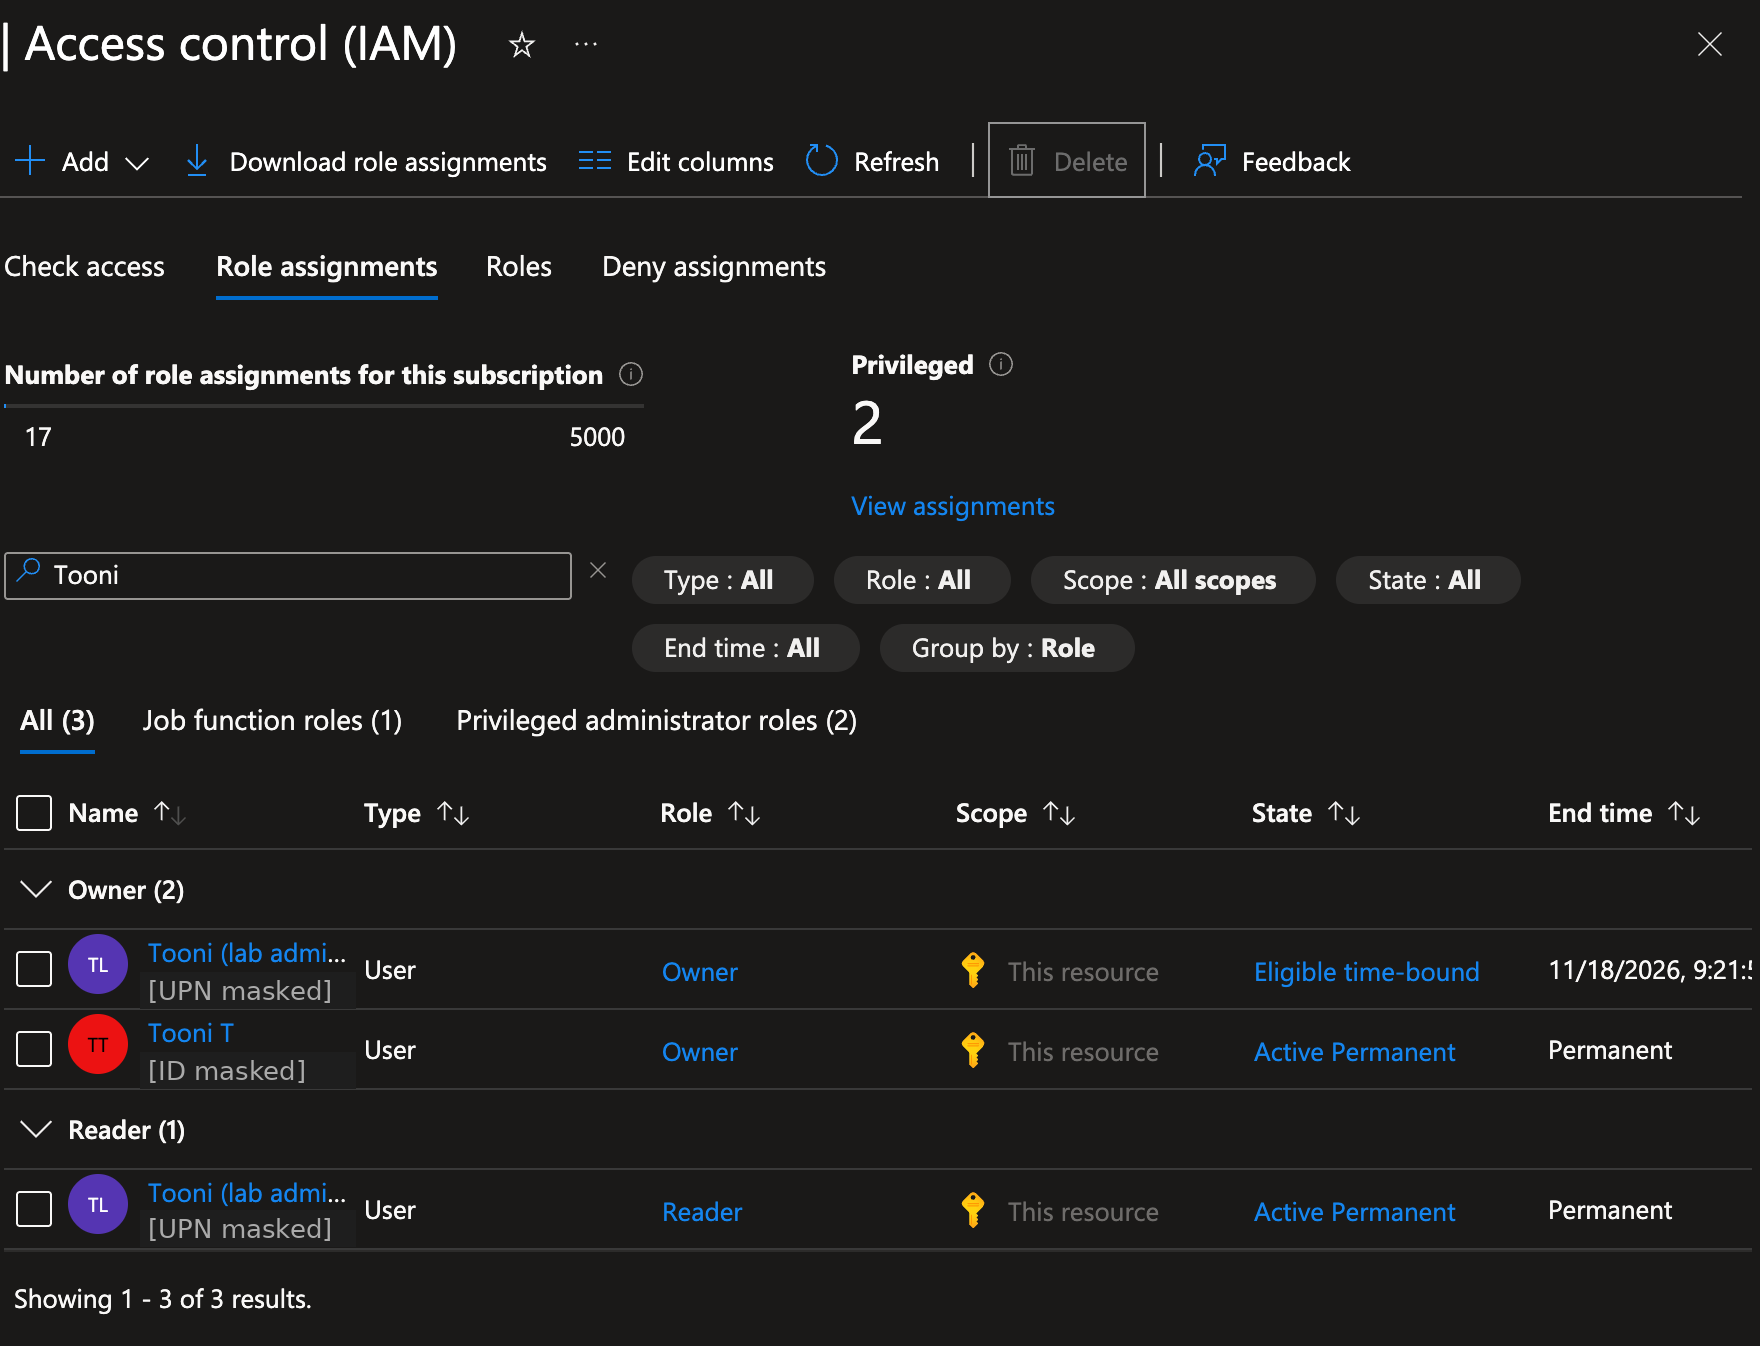 | Access control (IAM) ...
Add Download role assignments Edit columns Refresh | Delete | Feedback
Check access Role assignments Roles Deny assignments
Number of role assignments for this subscription
17 5000
Privileged
2
View assignments
Tooni
Type : All Role : All Scope : All scopes State : All
End time : All Group by : Role
All (3) Job function roles (1) Privileged administrator roles (2)
Name Type Role Scope State End time
Owner (2)
TL Tooni (lab admi... User Owner This resource Eligible time-bound 11/18/2026, 9:21:5
[UPN masked]
TT Tooni T User Owner This resource Active Permanent Permanent
[ID masked]
Reader (1)
TL Tooni (lab admi... User Reader This resource Active Permanent Permanent
[UPN masked]
Showing 1 - 3 of 3 results.